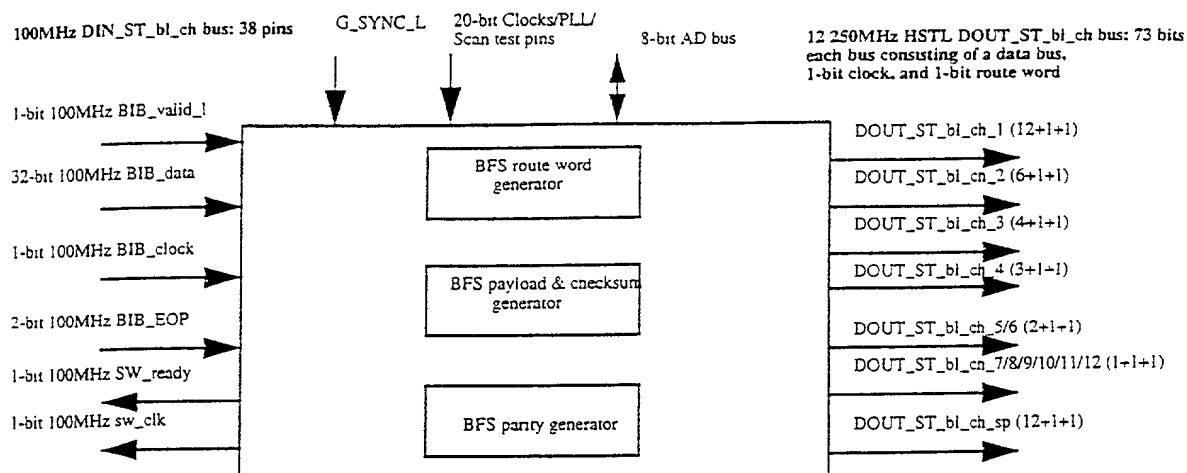 100MHz DIN_ST_bl_ch bus: 38 pins
G_SYNC_L
20-bit Clocks/PLL/
Scan test pins
8-bit AD bus
12 250MHz HSTL DOUT_ST_bl_ch bus: 73 bits
each bus consisting of a data bus,
1-bit clock, and 1-bit route word
1-bit 100MHz BIB_valid_l
32-bit 100MHz BIB_data
1-bit 100MHz BIB_clock
2-bit 100MHz BIB_EOP
1-bit 100MHz SW_ready
1-bit 100MHz sw_clk
BFS route word
generator
BFS payload & checksum
generator
BFS parity generator
DOUT_ST_bl_ch_1 (12+1+1)
DOUT_ST_bl_cn_2 (6+1+1)
DOUT_ST_bl_ch_3 (4+1+1)
DOUT_ST_bl_ch_4 (3+1+1)
DOUT_ST_bl_ch_5/6 (2+1+1)
DOUT_ST_bl_cn_7/8/9/10/11/12 (1+1+1)
DOUT_ST_bl_ch_sp (12+1+1)